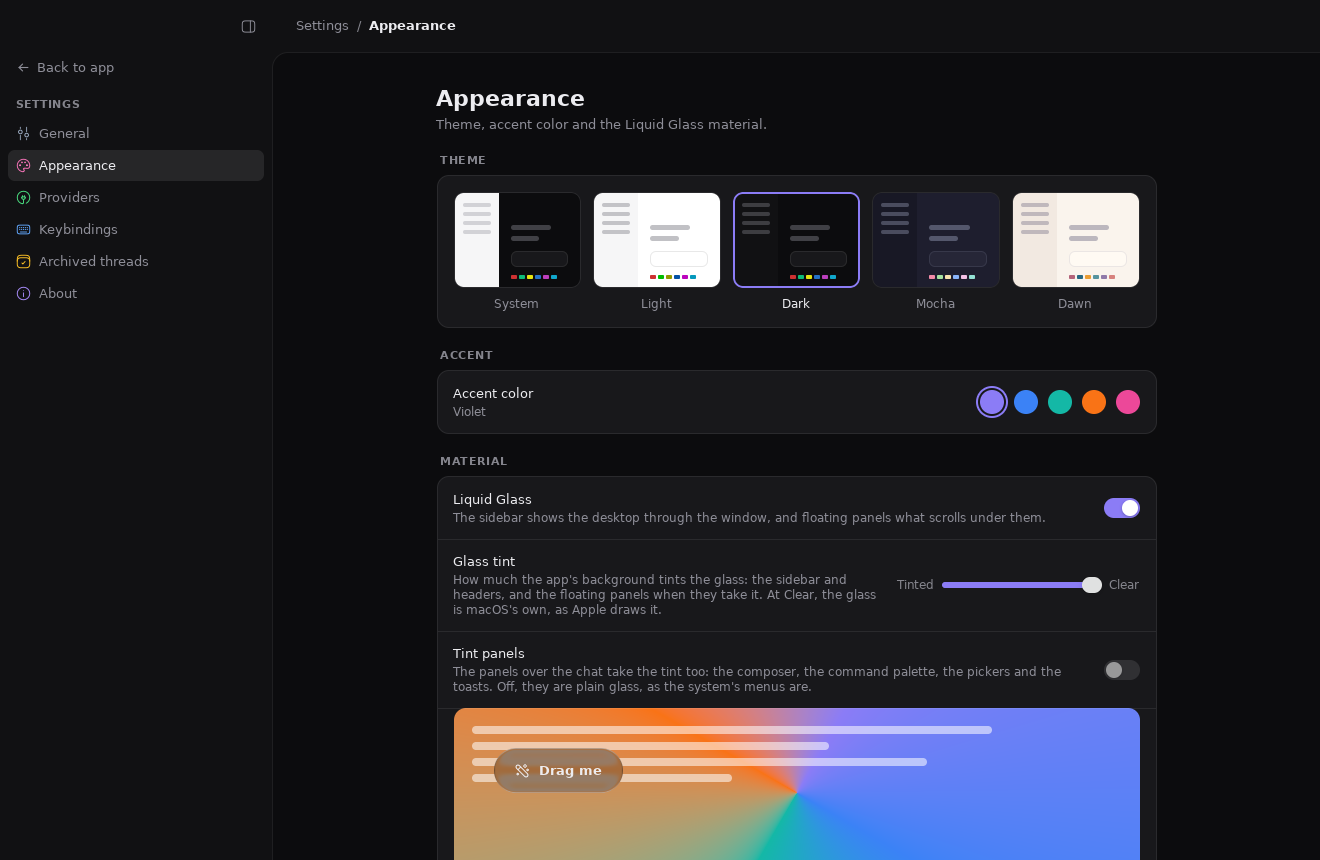 Settings / Appearance
Back to app
SETTINGS
General
Appearance
Providers
Keybindings
Archived threads
About
Appearance
Theme, accent color and the Liquid Glass material.
THEME
System
Light
Dark
Mocha
Dawn
ACCENT
Accent color
Violet
MATERIAL
Liquid Glass
The sidebar shows the desktop through the window, and floating panels what scrolls under them.
Glass tint
How much the app's background tints the glass: the sidebar and
headers, and the floating panels when they take it. At Clear, the glass
is macOS's own, as Apple draws it.
Tinted
Clear
Tint panels
The panels over the chat take the tint too: the composer, the command palette, the pickers and the
toasts. Off, they are plain glass, as the system's menus are.
Drag me